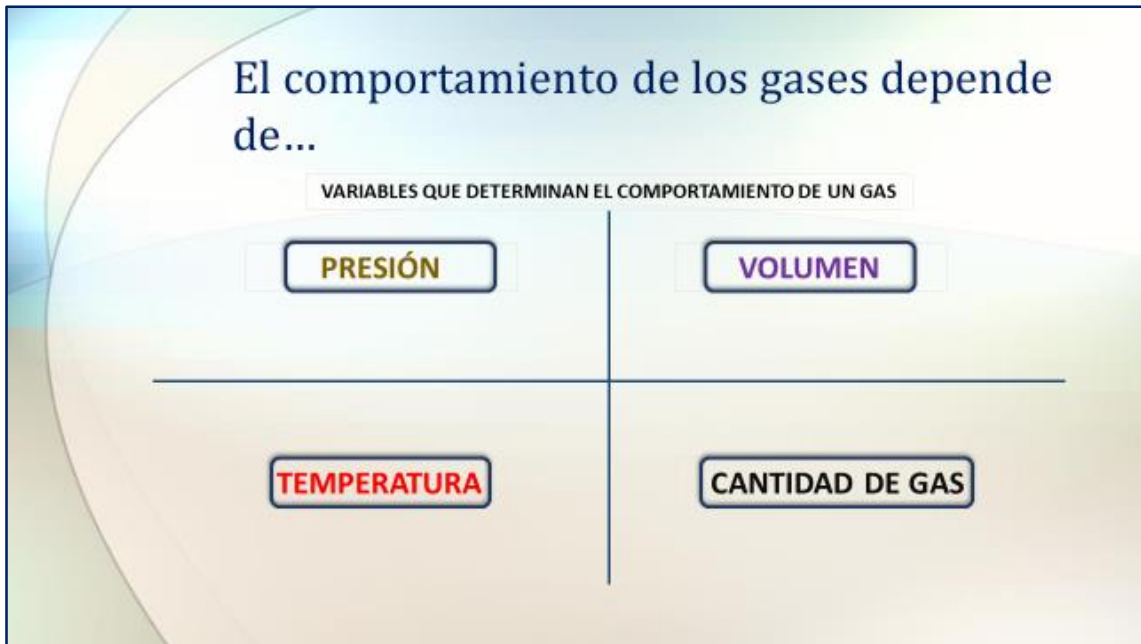 El comportamiento de los gases depende
de...
VARIABLES QUE DETERMINAN EL COMPORTAMIENTO DE UN GAS
PRESIÓN
VOLUMEN
TEMPERATURA
CANTIDAD DE GAS